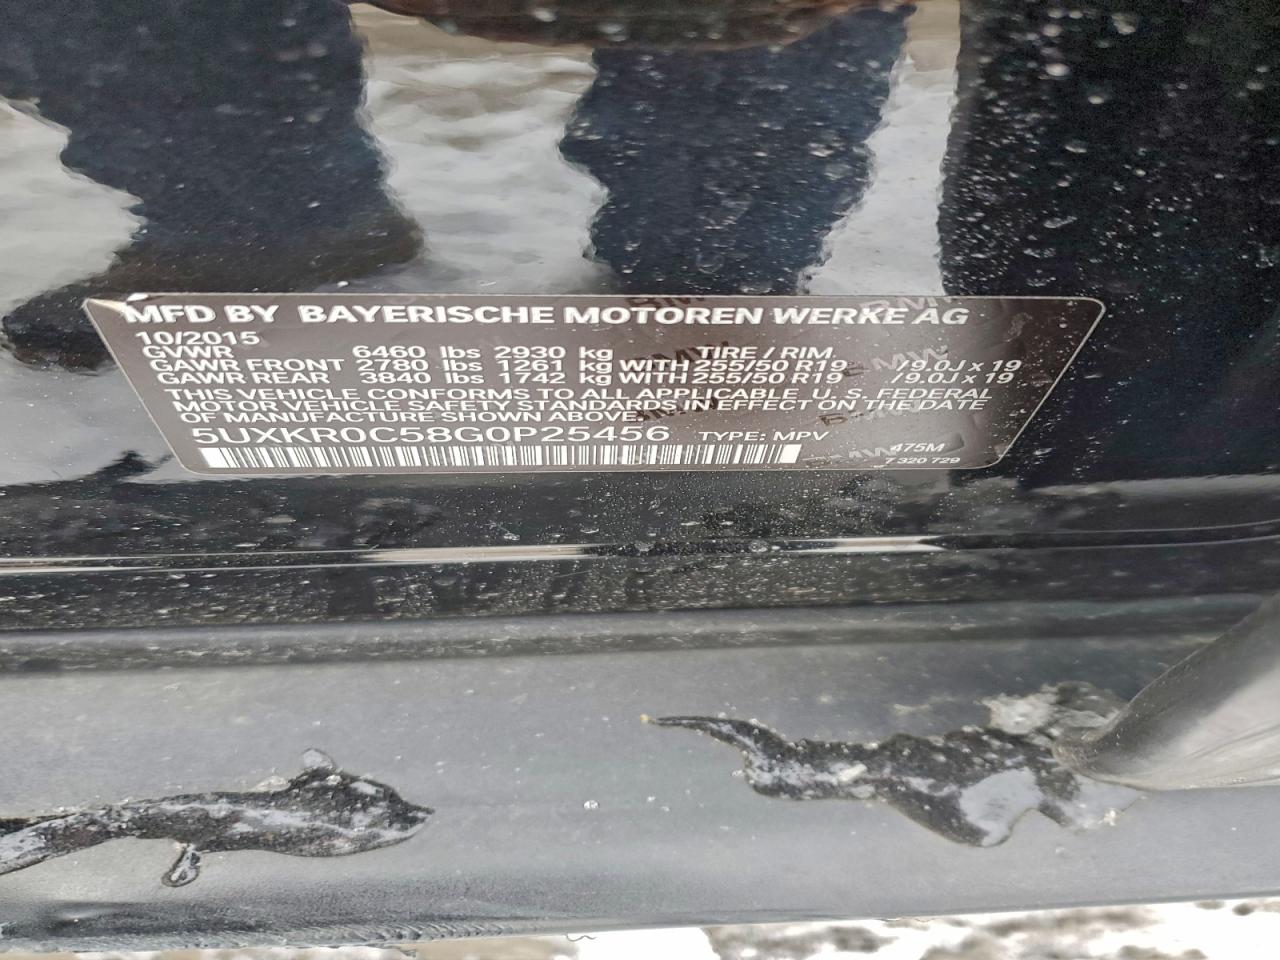 MFD BY BAYERISCHE MOTOREN WERKE AG
10/2015
GVWR 6460 lbs 2930 kg TIRE / RIM
GAWR FRONT 2780 lbs 1261 kg WITH 255/50 R19 / 9.0J x 19
GAWR REAR 3840 lbs 1742 kg WITH 255/50 R19 / 9.0J x 19
THIS VEHICLE CONFORMS TO ALL APPLICABLE U.S. FEDERAL
MOTOR VEHICLE SAFETY STANDARDS IN EFFECT ON THE DATE
OF MANUFACTURE SHOWN ABOVE.
5UXKR0C58G0P25456 TYPE: MPV
475M
7 320 729